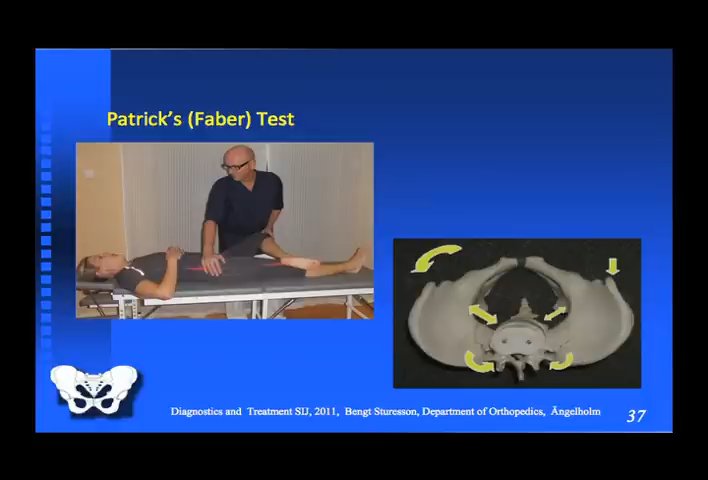 Patrick's (Faber) Test
Diagnostics and Treatment SIJ, 2011, Bengt Sturesson, Department of Orthopedics, Ängelholm
37